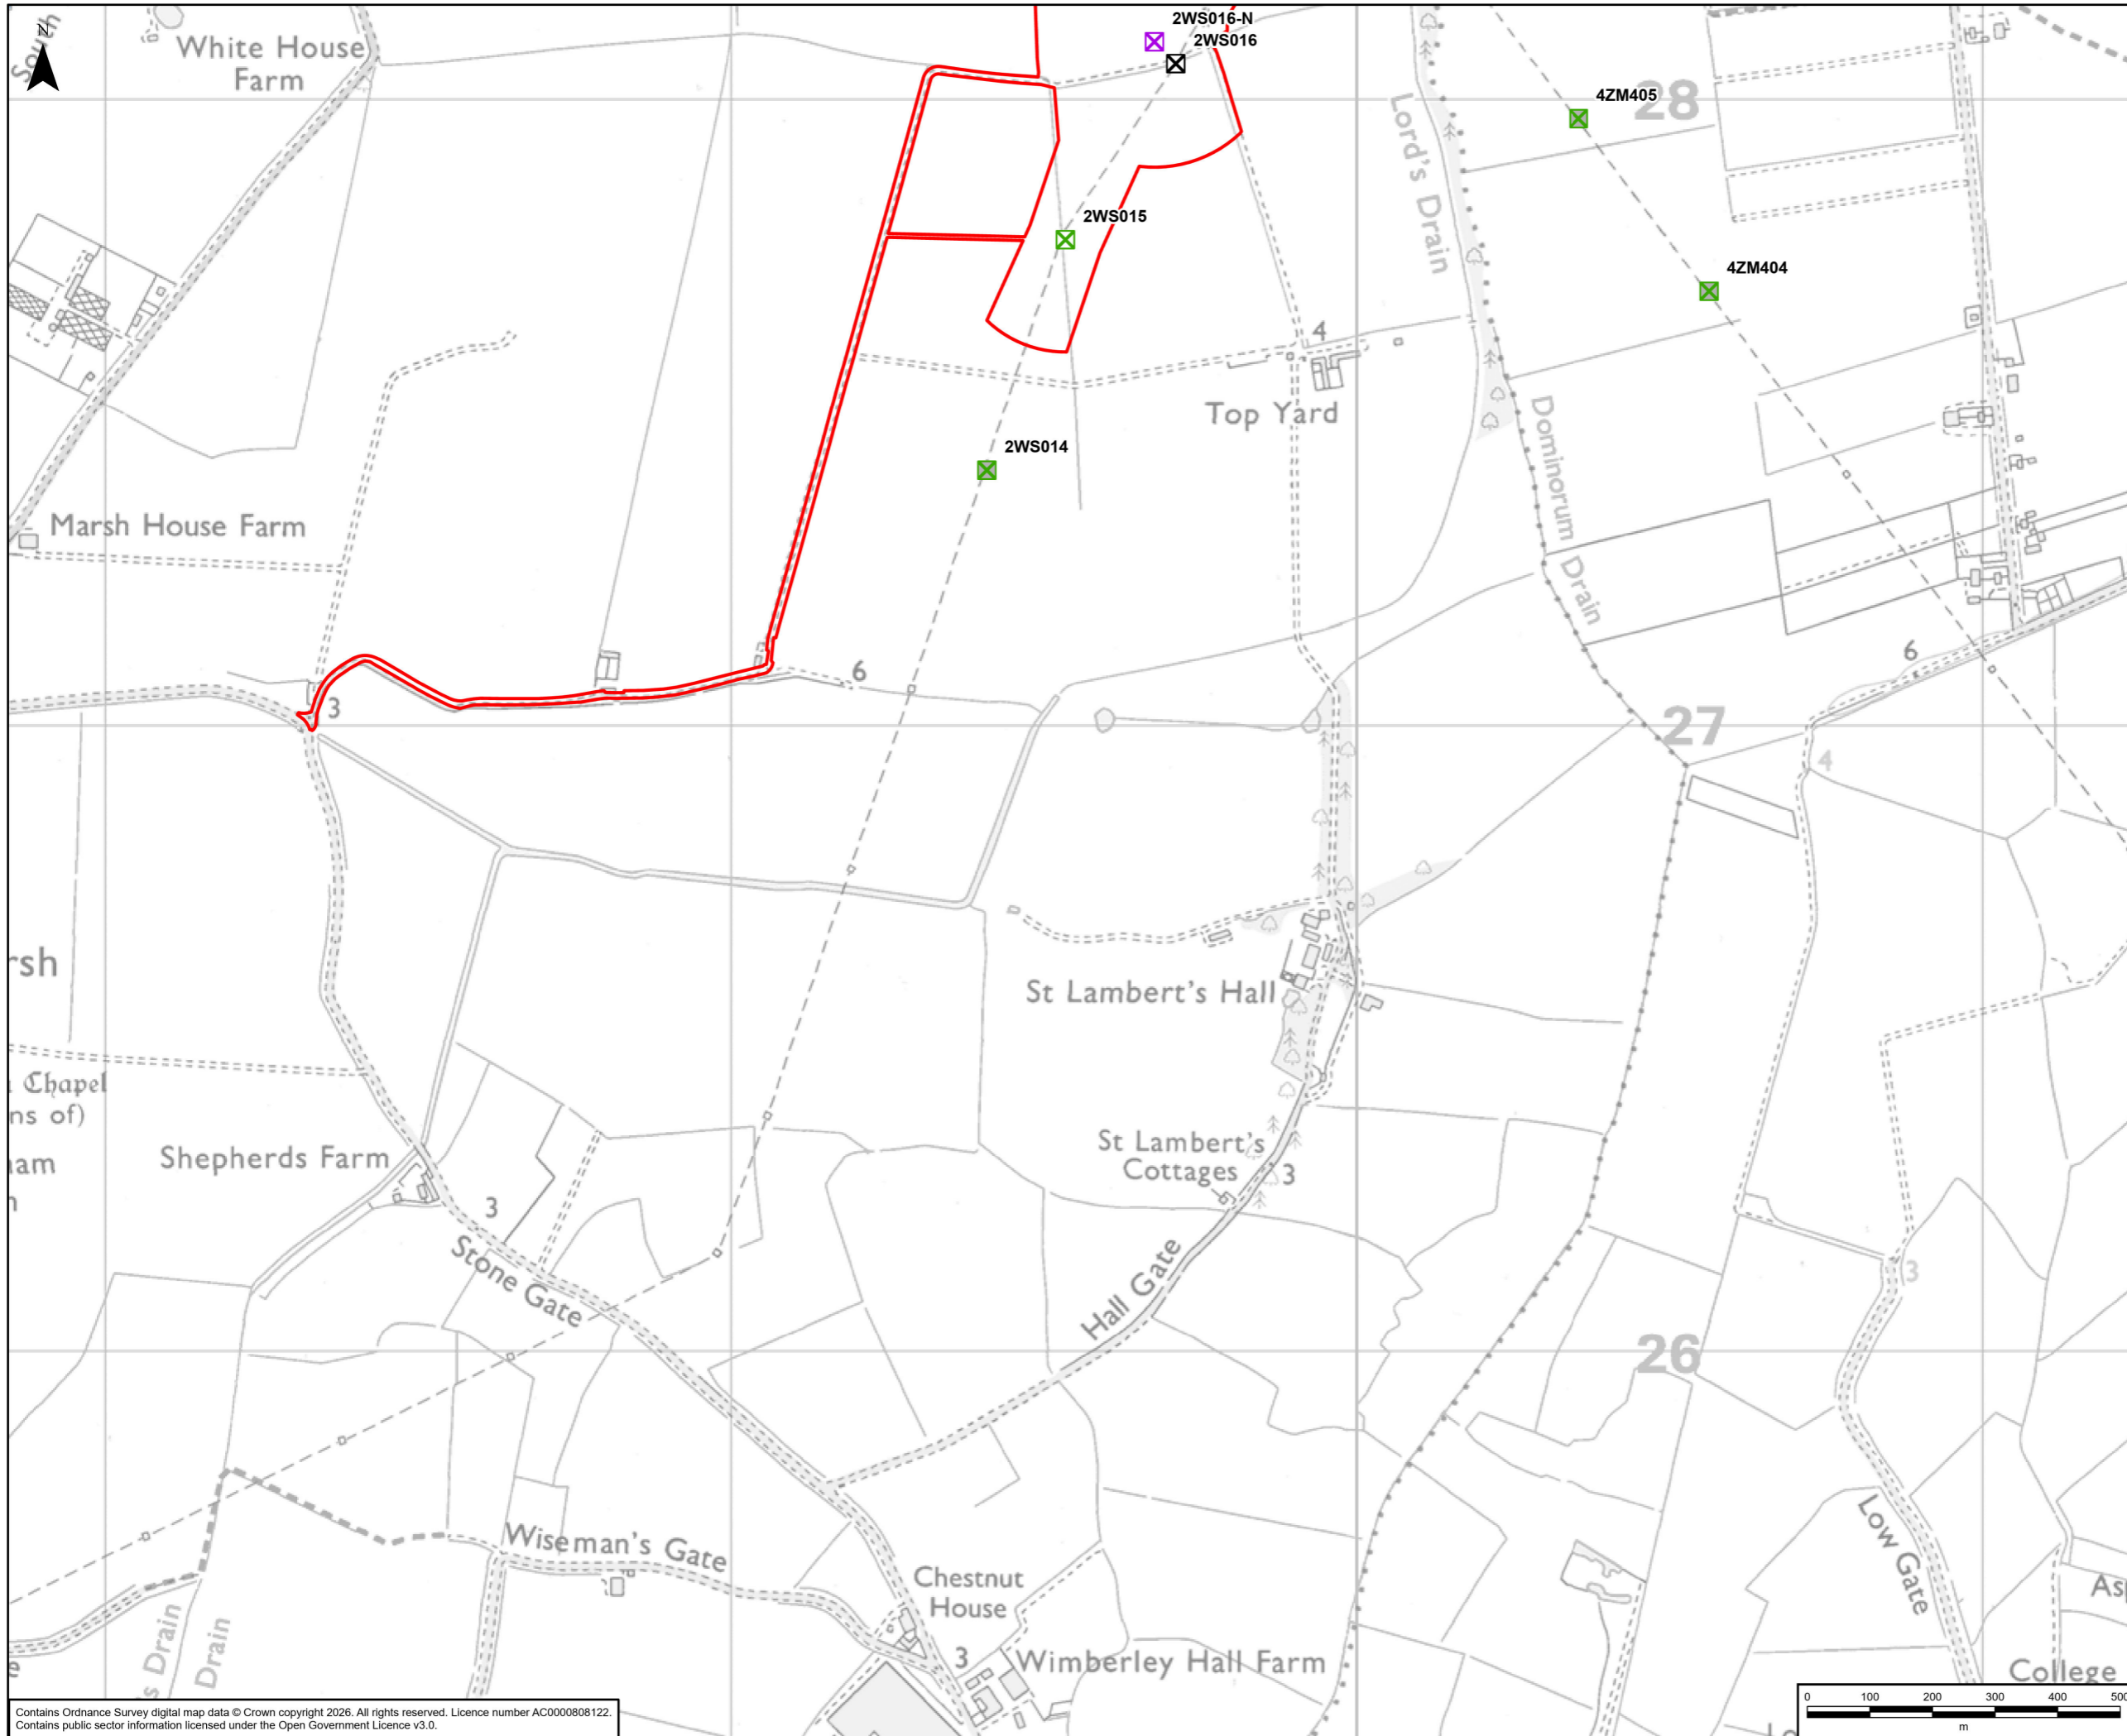 N
South
White House
Farm
2WS016-N
2WS016
4ZM405
28
Lord's Drain
2WS015
4ZM404
4
Top Yard
2WS014
Dominorum Drain
Marsh House Farm
6
6
3
27
4
rsh
St Lambert's Hall
Chapel
ns of)
am
Shepherds Farm
St Lambert's
Cottages
3
3
Stone Gate
Hall Gate
3
26
Low Gate
Wiseman's Gate
Chestnut
House
As
s Drain
Drain
3
Wimberley Hall Farm
College
Contains Ordnance Survey digital map data © Crown copyright 2026. All rights reserved. Licence number AC0000808122.
Contains public sector information licensed under the Open Government Licence v3.0.
0 100 200 300 400 500
m